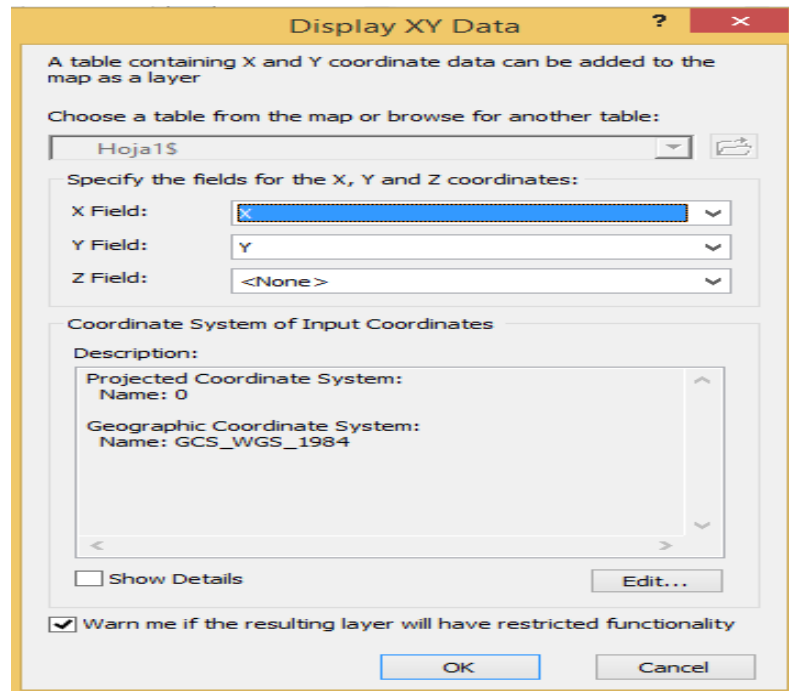 Display XY Data
?
A table containing X and Y coordinate data can be added to the
map as a layer
Choose a table from the map or browse for another table:
Hoja1$
Specify the fields for the X, Y and Z coordinates:
X Field:
X
Y Field:
Y
Z Field:
<None>
Coordinate System of Input Coordinates
Description:
Projected Coordinate System:
Name: 0
Geographic Coordinate System:
Name: GCS_WGS_1984
Show Details
Edit...
Warn me if the resulting layer will have restricted functionality
OK
Cancel